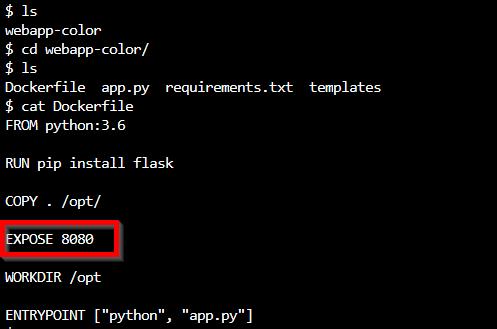 $ ls
webapp-color
$ cd webapp-color/
$ ls
Dockerfile  app.py  requirements.txt  templates
$ cat Dockerfile
FROM python:3.6
RUN pip install flask
COPY . /opt/
EXPOSE 8080
WORKDIR /opt
ENTRYPOINT ["python", "app.py"]